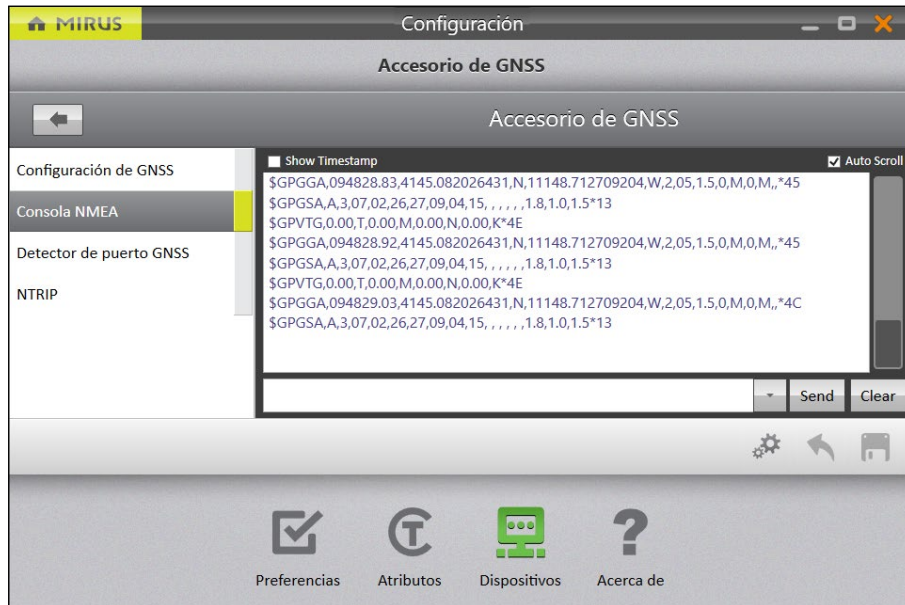 MIRUS
Configuración
Accesorio de GNSS
Accesorio de GNSS
Configuración de GNSS
Consola NMEA
Detector de puerto GNSS
NTRIP
Show Timestamp
Auto Scroll
$GPGGA,094828.83,4145.082026431,N,11148.712709204,W,2,05,1.5,0,M,0,M,,*45
$GPGSA,A,3,07,02,26,27,09,04,15, , , , , ,1.8,1.0,1.5*13
$GPVTG,0.00,T,0.00,M,0.00,N,0.00,K*4E
$GPGGA,094828.92,4145.082026431,N,11148.712709204,W,2,05,1.5,0,M,0,M,,*45
$GPGSA,A,3,07,02,26,27,09,04,15, , , , , ,1.8,1.0,1.5*13
$GPVTG,0.00,T,0.00,M,0.00,N,0.00,K*4E
$GPGGA,094829.03,4145.082026431,N,11148.712709204,W,2,05,1.5,0,M,0,M,,*4C
$GPGSA,A,3,07,02,26,27,09,04,15, , , , , ,1.8,1.0,1.5*13
Send
Clear
Preferencias
Atributos
Dispositivos
Acerca de